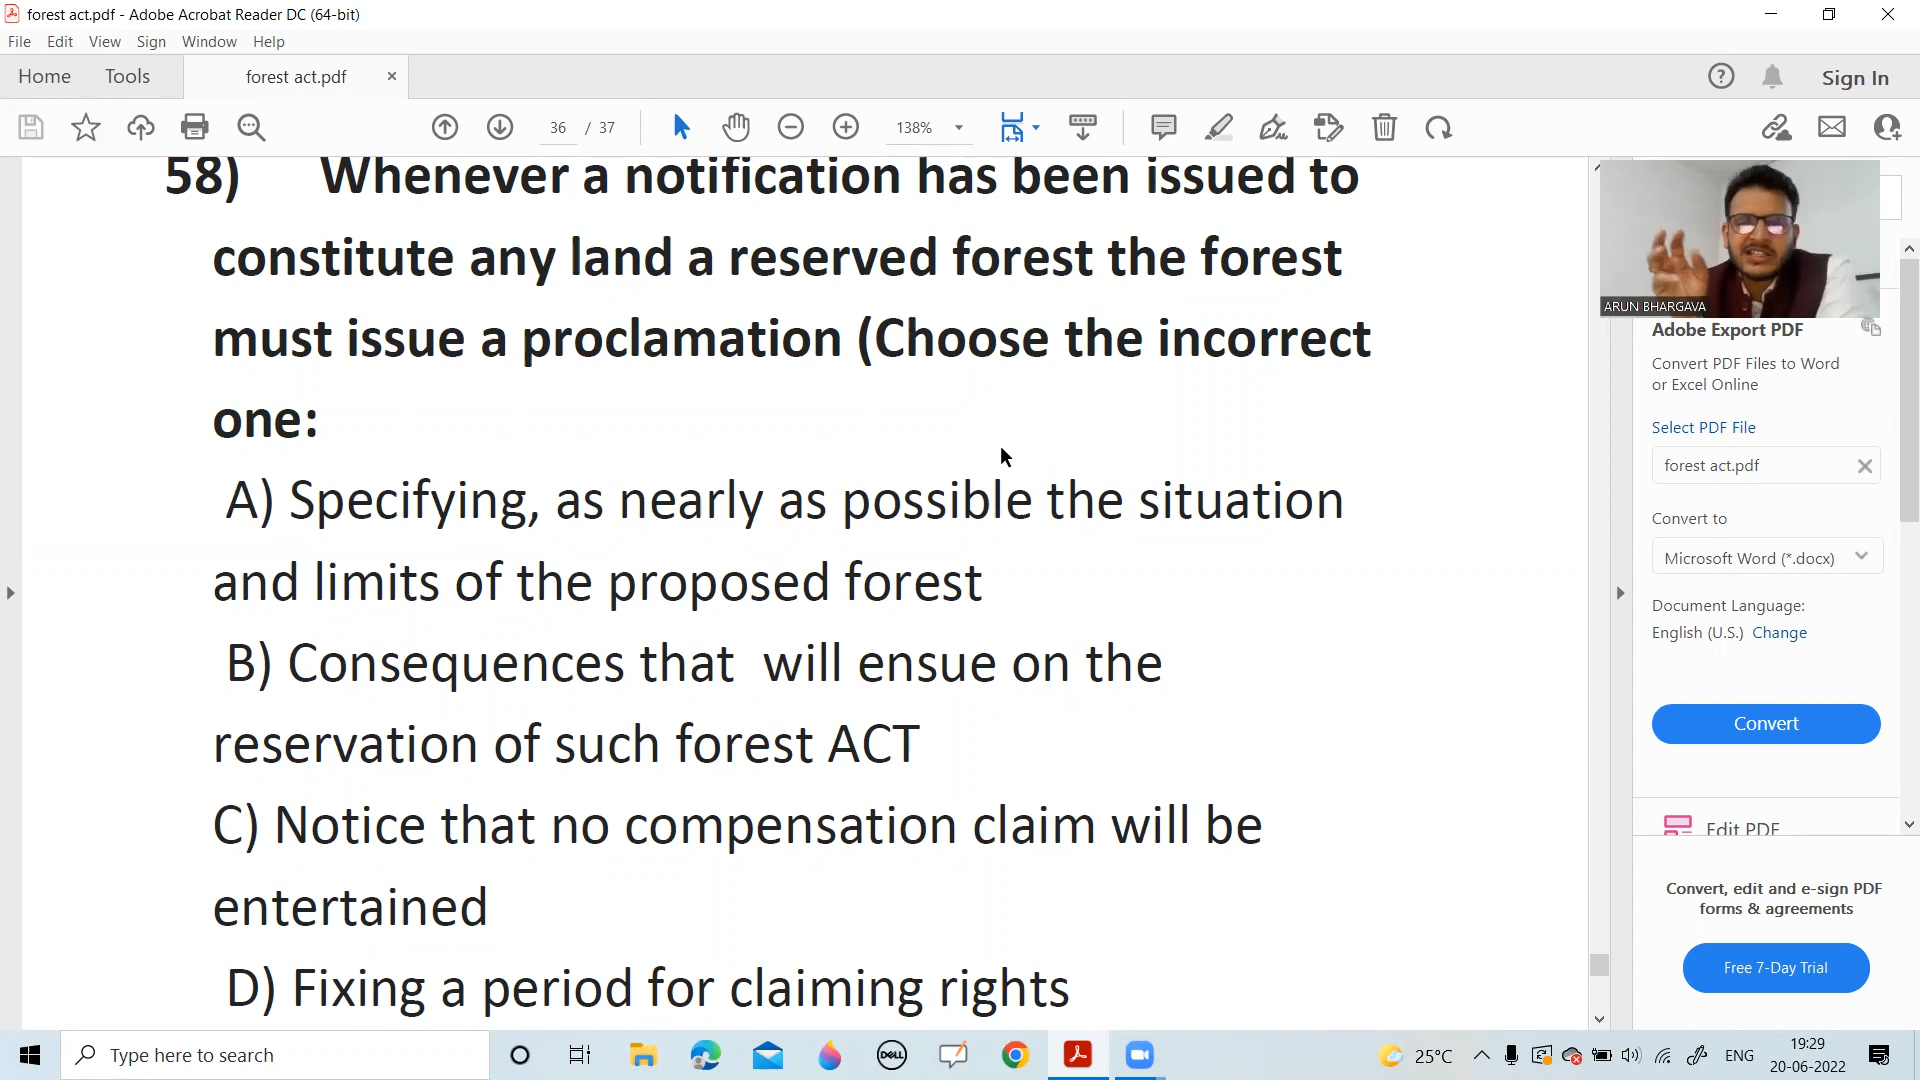 forest act.pdf - Adobe Acrobat Reader DC (64-bit)
File Edit View Sign Window Help
Home Tools forest act.pdf × Sign In
36 / 37 138%
58) Whenever a notification has been issued to
constitute any land a reserved forest the forest
must issue a proclamation (Choose the incorrect
one:
A) Specifying, as nearly as possible the situation
and limits of the proposed forest
B) Consequences that will ensue on the
reservation of such forest ACT
C) Notice that no compensation claim will be
entertained
D) Fixing a period for claiming rights
ARUN BHARGAVA
Adobe Export PDF
Convert PDF Files to Word
or Excel Online
Select PDF File
forest act.pdf
Convert to
Microsoft Word (*.docx)
Document Language:
English (U.S.) Change
Convert
Edit PDF
Convert, edit and e-sign PDF
forms & agreements
Free 7-Day Trial
Type here to search
DELL
25°C
ENG
19:29
20-06-2022